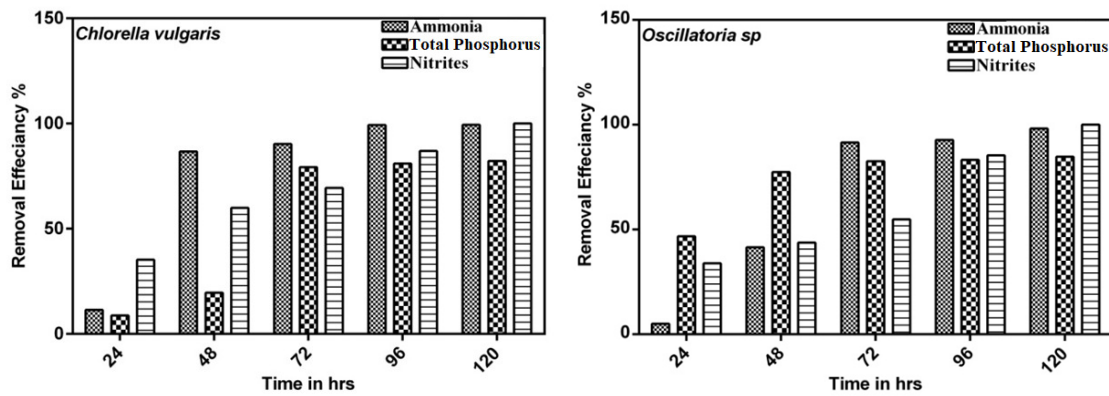 Chlorella vulgaris
Ammonia
Total Phosphorus
Nitrites
Removal Effeciancy %
150
100
50
0
24
48
72
96
120
Time in hrs
Oscillatoria sp
Ammonia
Total Phosphorus
Nitrites
Removal Effeciancy %
150
100
50
0
24
48
72
96
120
Time in hrs